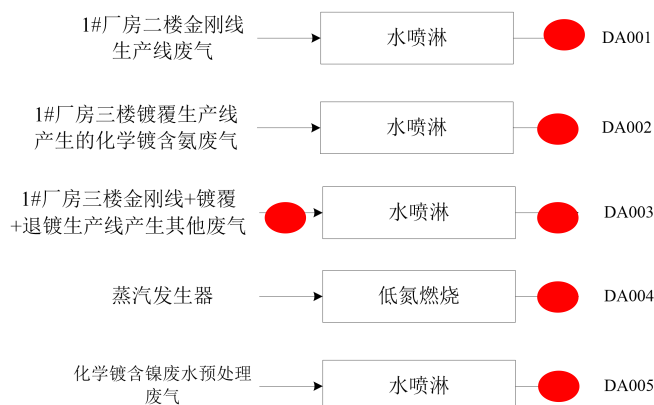 1#厂房二楼金刚线
生产线废气
水喷淋
DA001
1#厂房三楼镀覆生产线
产生的化学镀含氨废气
水喷淋
DA002
1#厂房三楼金刚线+镀覆
+退镀生产线产生其他废气
水喷淋
DA003
蒸汽发生器
低氮燃烧
DA004
化学镀含镍废水预处理
废气
水喷淋
DA005